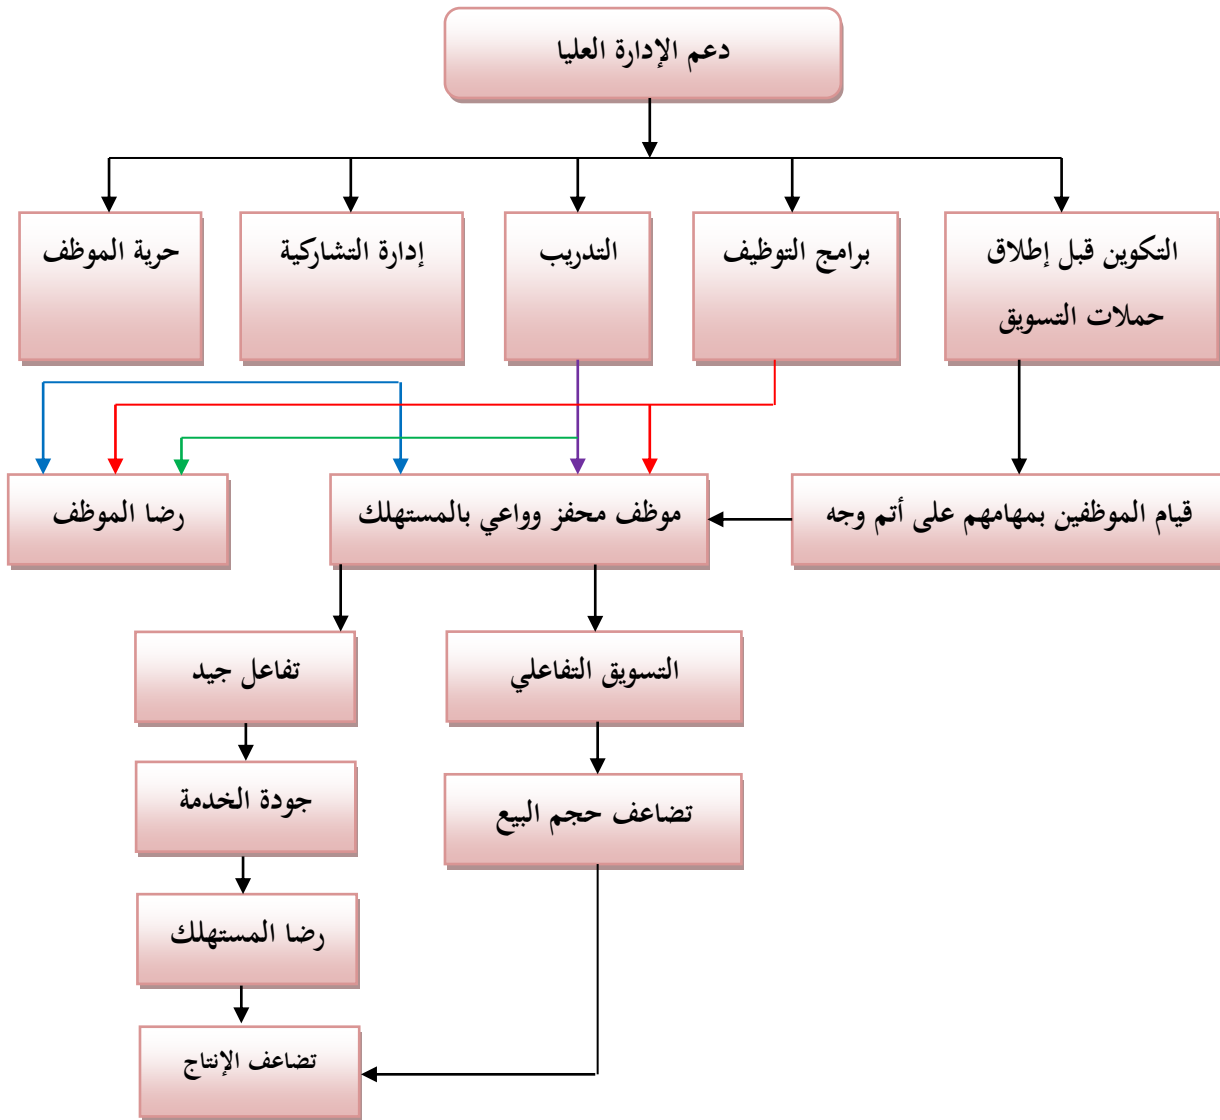 دعم الإدارة العليا
التكوين قبل إطلاق
حملات التسويق
برامج التوظيف
التدريب
إدارة التشاركية
حرية الموظف
قيام الموظفين بمهامهم على أتم وجه
موظف محفز وواعي بالمستهلك
رضا الموظف
التسويق التفاعلي
تفاعل جيد
تضاعف حجم البيع
جودة الخدمة
رضا المستهلك
تضاعف الإنتاج